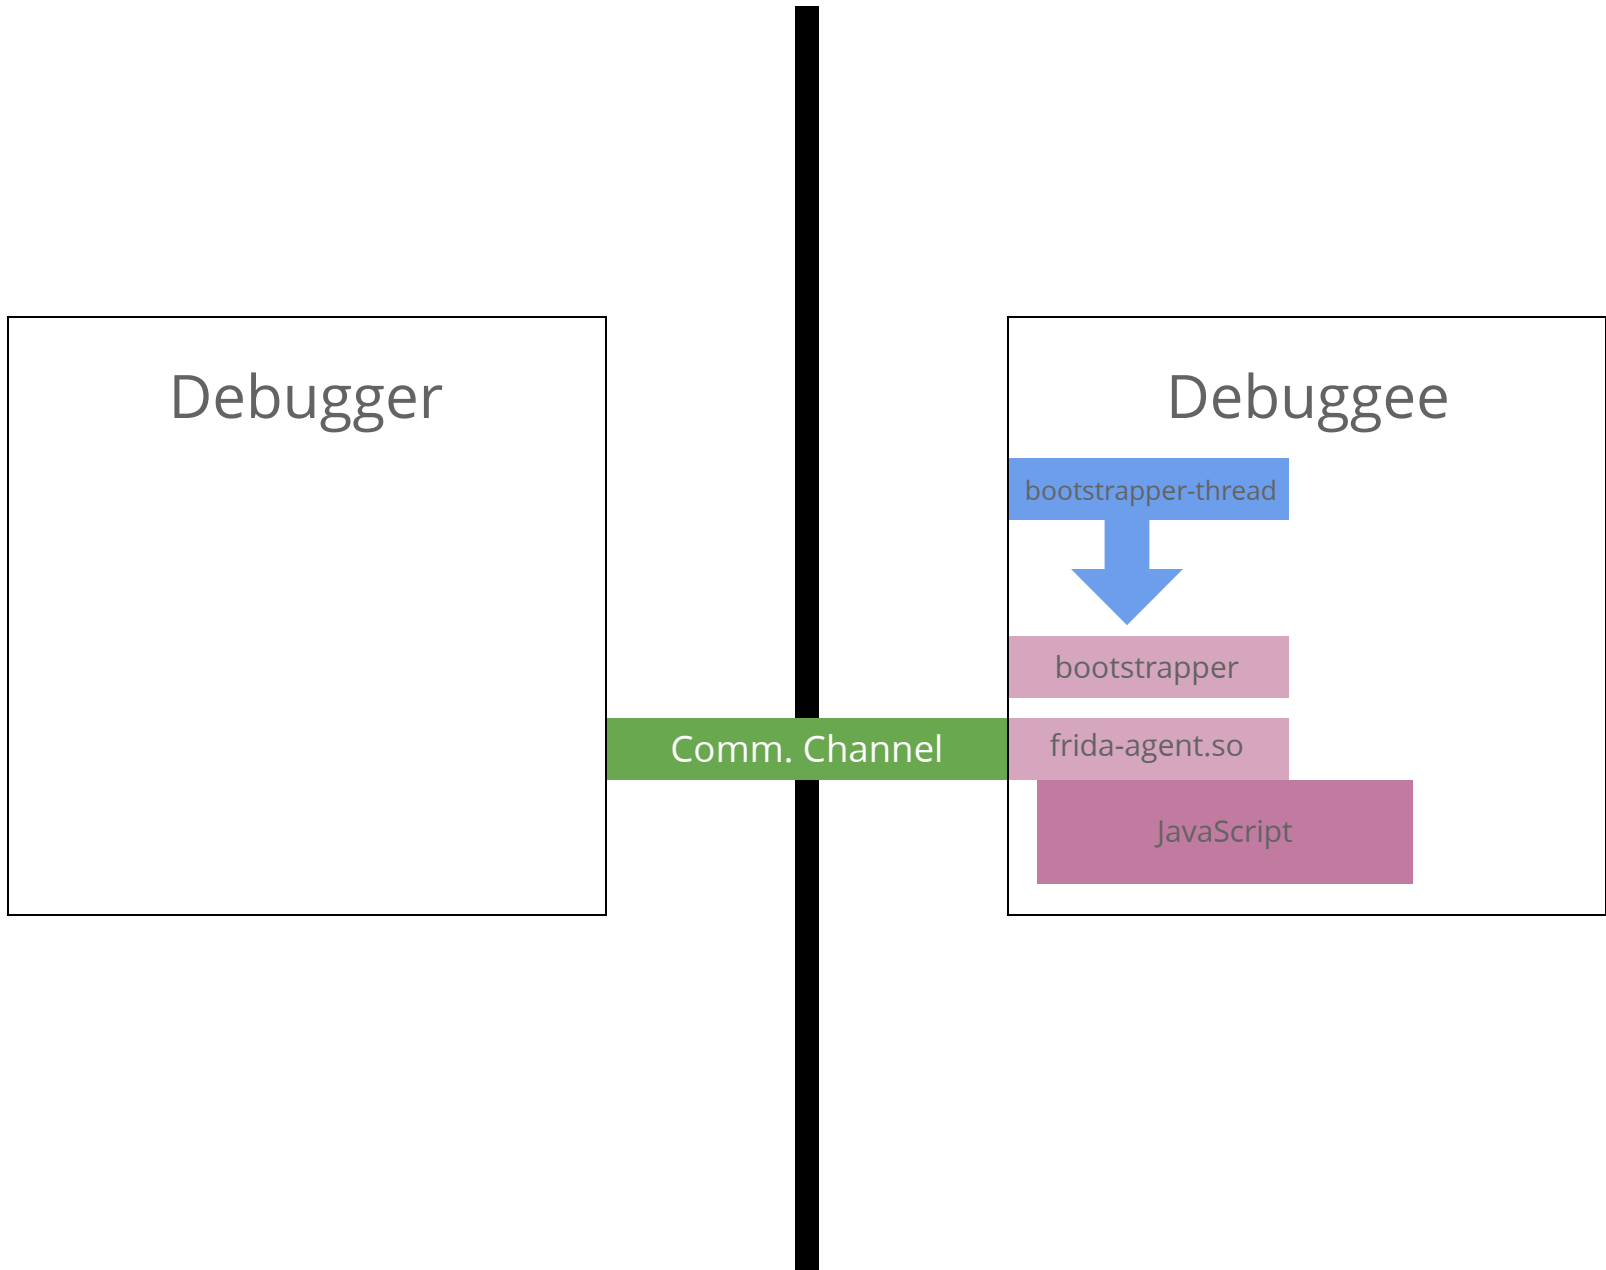 Debugger
Debuggee
bootstrapper-thread
bootstrapper
Comm. Channel
frida-agent.so
JavaScript